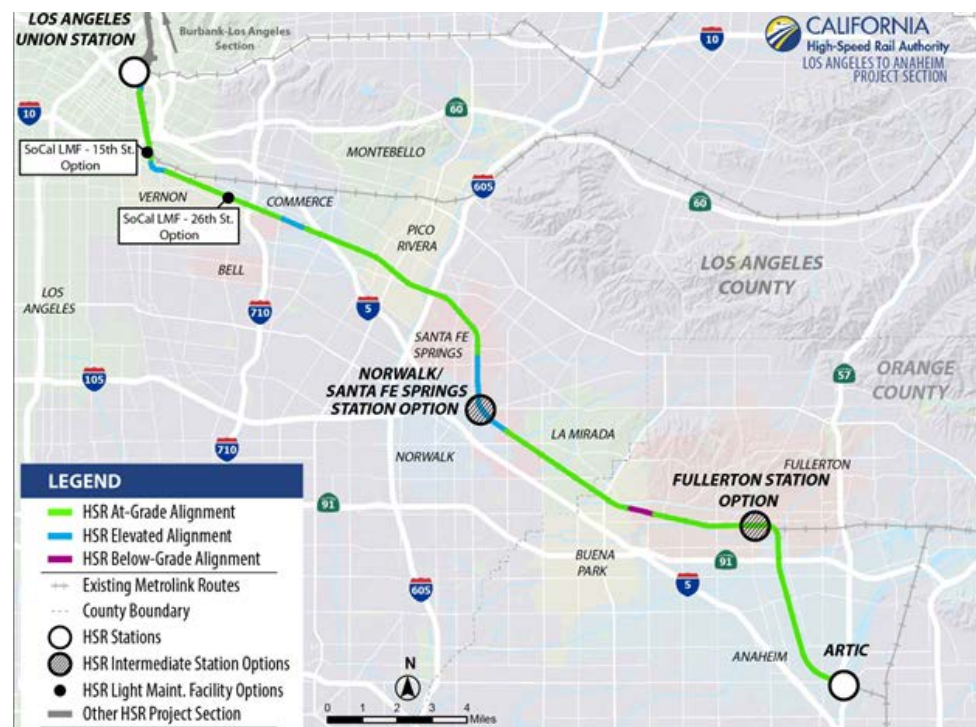 LOS ANGELES
UNION STATION
Burbank-Los Angeles
Section
CALIFORNIA
High-Speed Rail Authority
LOS ANGELES TO ANAHEIM
PROJECT SECTION
10
10
60
SoCal LMF - 15th St.
Option
MONTEBELLO
605
VERNON
COMMERCE
60
SoCal LMF - 26th St.
Option
PICO
RIVERA
BELL
LOS ANGELES
COUNTY
LOS
ANGELES
710
5
SANTA FE
SPRINGS
105
NORWALK/
SANTA FE SPRINGS
STATION OPTION
57
ORANGE
COUNTY
LA MIRADA
710
NORWALK
FULLERTON
FULLERTON STATION
OPTION
91
BUENA
PARK
91
605
5
ANAHEIM
ARTIC
LEGEND
HSR At-Grade Alignment
HSR Elevated Alignment
HSR Below-Grade Alignment
Existing Metrolink Routes
County Boundary
HSR Stations
HSR Intermediate Station Options
HSR Light Maint. Facility Options
Other HSR Project Section
N
0 1 2 3 4
Miles